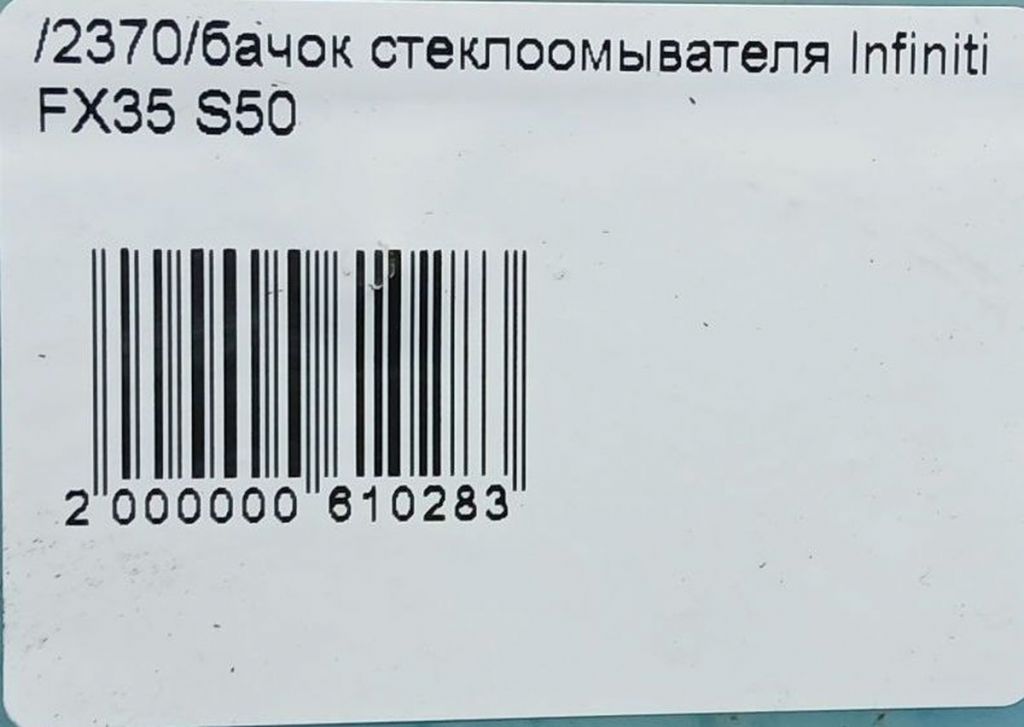 /2370/бачок стеклоомывателя Infiniti
FX35 S50
2 000000 610283